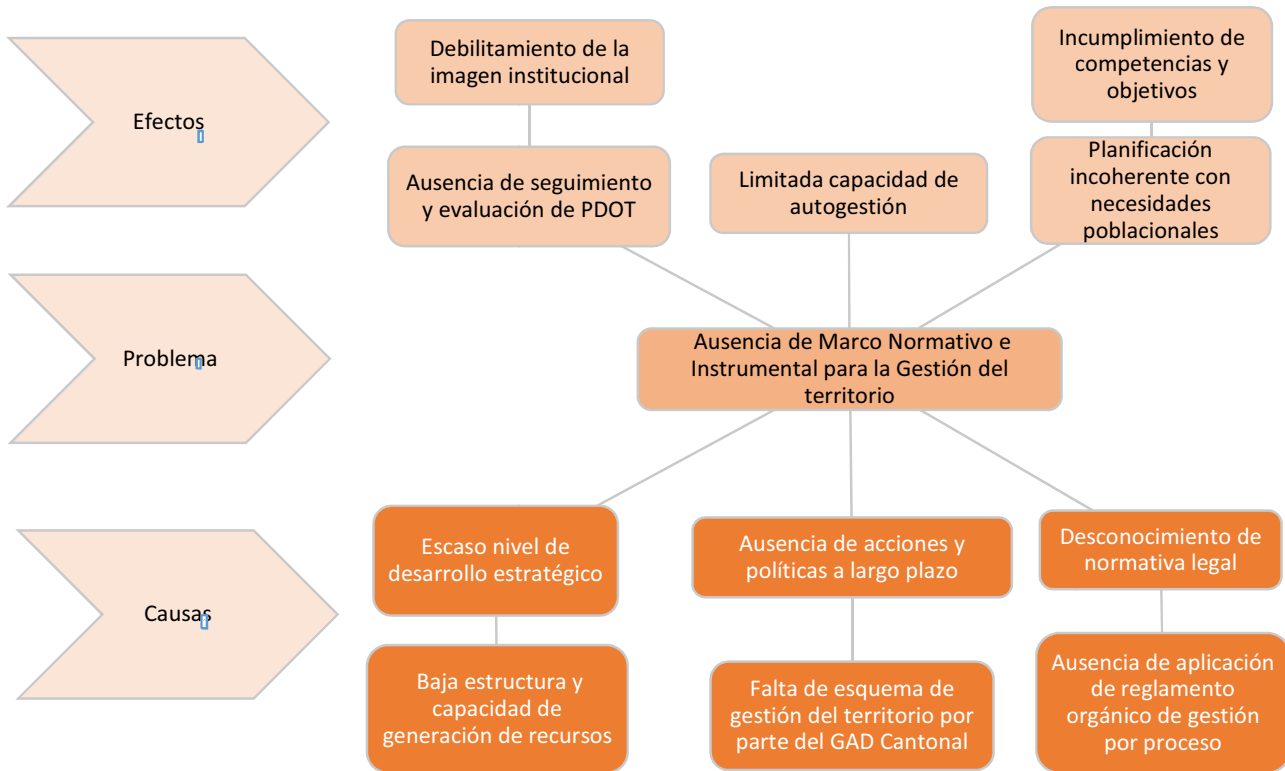 Efectos
Debilitamiento de la
imagen institucional
Incumplimiento de
competencias y
objetivos
Ausencia de seguimiento
y evaluación de PDOT
Limitada capacidad de
autogestión
Planificación
incoherente con
necesidades
poblacionales
Problema
Ausencia de Marco Normativo e
Instrumental para la Gestión del
territorio
Causas
Escaso nivel de
desarrollo estratégico
Ausencia de acciones y
políticas a largo plazo
Desconocimiento de
normativa legal
Baja estructura y
capacidad de
generación de recursos
Falta de esquema de
gestión del territorio por
parte del GAD Cantonal
Ausencia de aplicación
de reglamento
orgánico de gestión
por proceso